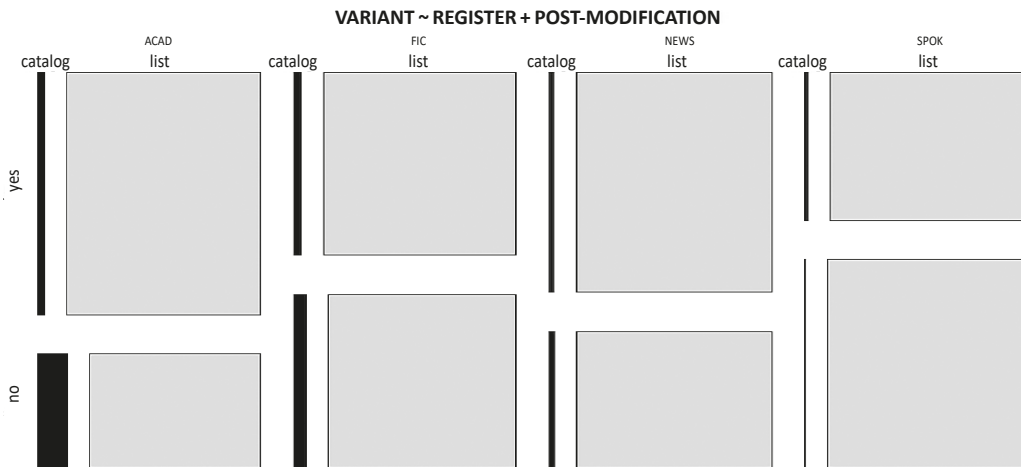 VARIANT ~ REGISTER + POST-MODIFICATION
ACAD FIC NEWS SPOK
catalog list catalog list catalog list catalog list
yes
no